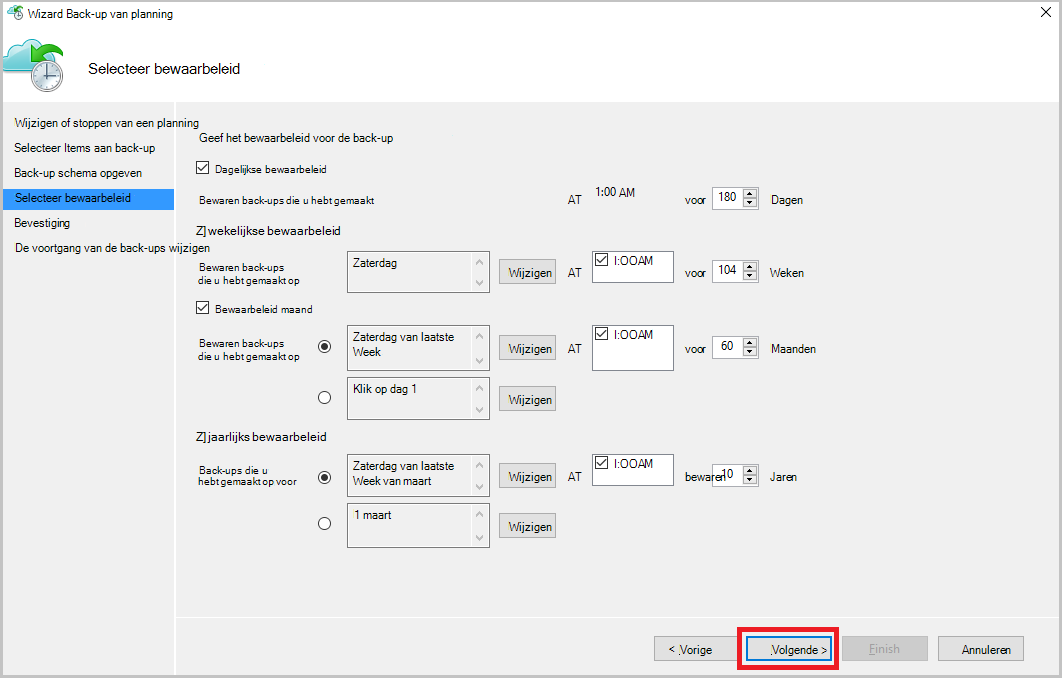 Wizard Back-up van planning
Selecteer bewaarbeleid
Wijzigen of stoppen van een planning
Selecteer Items aan back-up
Back-up schema opgeven
Selecteer bewaarbeleid
Bevestiging
De voortgang van de back-ups wijzigen
Geef het bewaarbeleid voor de back-up
Dagelijkse bewaarbeleid
Bewaren back-ups die u hebt gemaakt AT 1:00 AM voor 180 Dagen
Z]wekelijkse bewaarbeleid
Bewaren back-ups
die u hebt gemaakt op
Zaterdag Wijzigen AT I:OOAM voor 104 Weken
Bewaarbeleid maand
Bewaren back-ups
die u hebt gemaakt op
Zaterdag van laatste
Week
Wijzigen AT I:OOAM voor 60 Maanden
Klik op dag 1 Wijzigen
Z]jaarlijks bewaarbeleid
Back-ups die u
hebt gemaakt op voor
Zaterdag van laatste
Week van maart
Wijzigen AT I:OOAM bewaren 10 Jaren
1 maart Wijzigen
< .Vorige .Volgende > Finish Annuleren